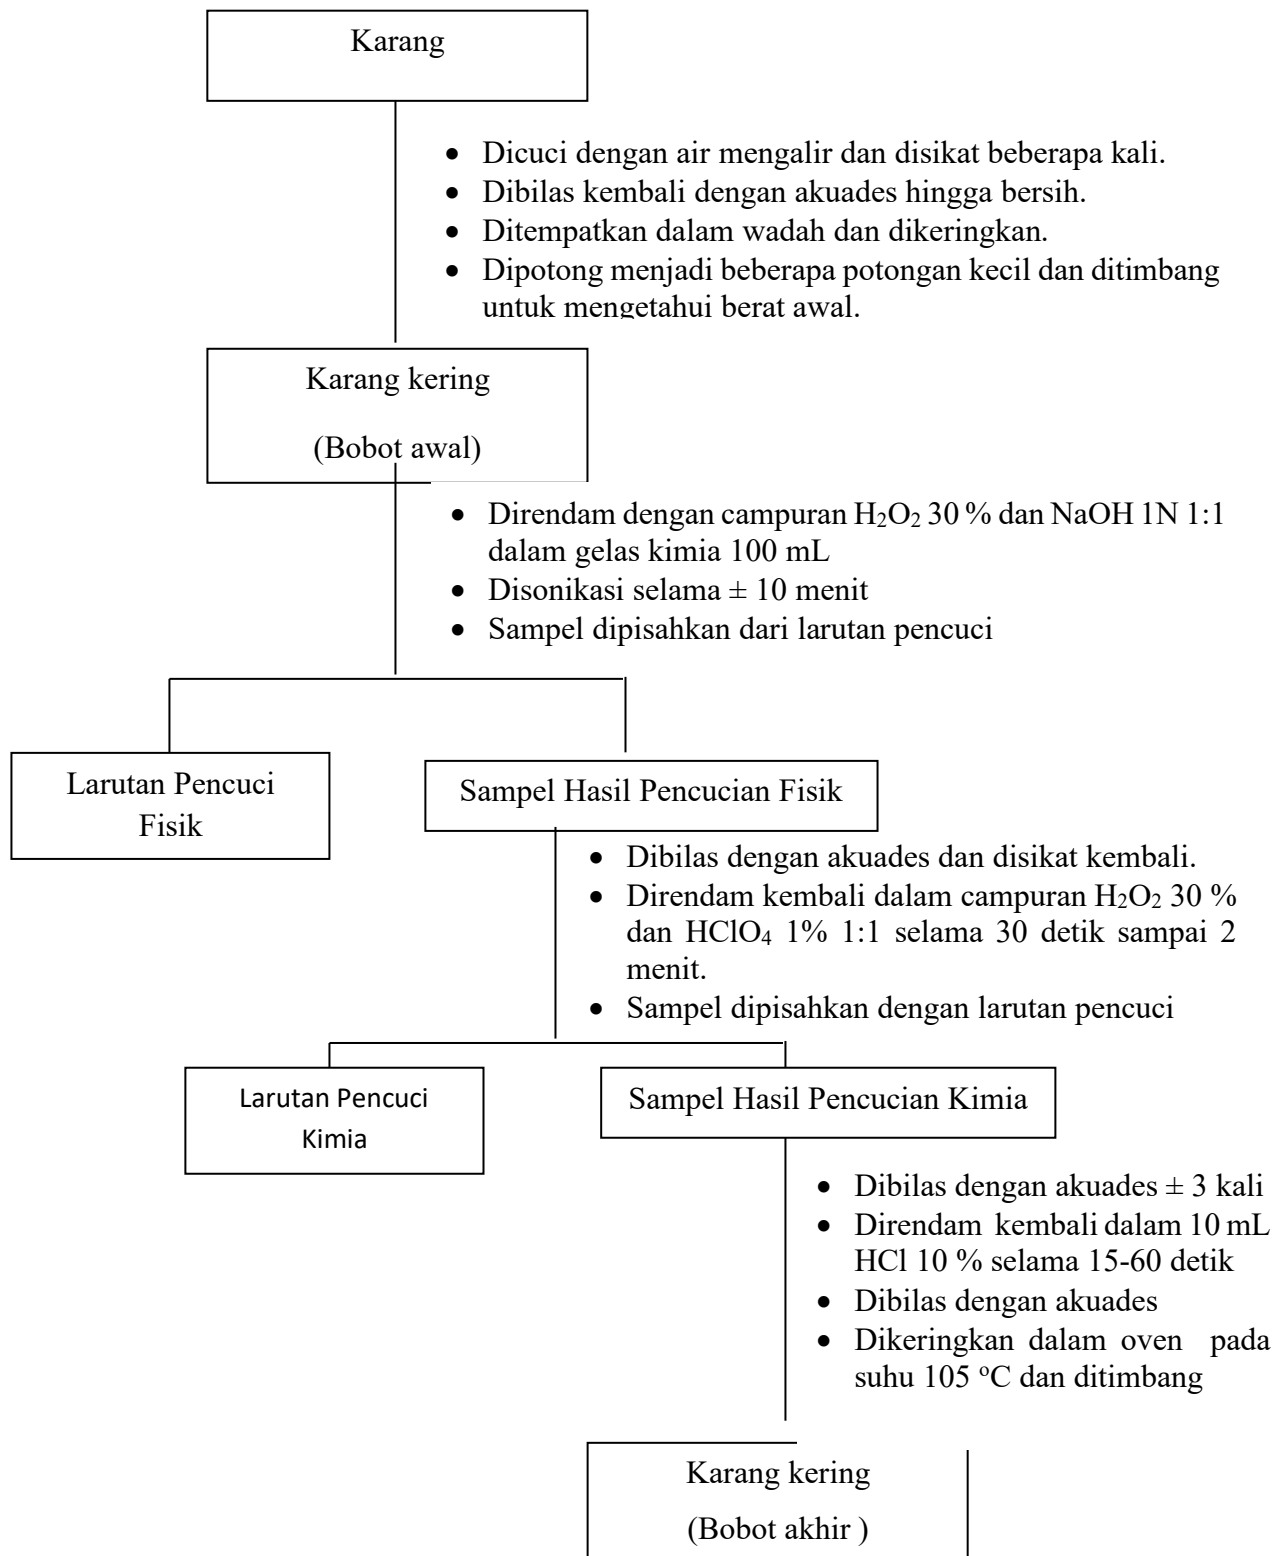 Karang
• Dicuci dengan air mengalir dan disikat beberapa kali.
• Dibilas kembali dengan akuades hingga bersih.
• Ditempatkan dalam wadah dan dikeringkan.
• Dipotong menjadi beberapa potongan kecil dan ditimbang
untuk mengetahui berat awal.
Karang kering
(Bobot awal)
• Direndam dengan campuran H₂O₂ 30 % dan NaOH 1N 1:1
dalam gelas kimia 100 mL
• Disonikasi selama ± 10 menit
• Sampel dipisahkan dari larutan pencuci
Larutan Pencuci
Fisik
Sampel Hasil Pencucian Fisik
• Dibilas dengan akuades dan disikat kembali.
• Direndam kembali dalam campuran H₂O₂ 30 %
dan HClO₄ 1% 1:1 selama 30 detik sampai 2
menit.
• Sampel dipisahkan dengan larutan pencuci
Larutan Pencuci
Kimia
Sampel Hasil Pencucian Kimia
• Dibilas dengan akuades ± 3 kali
• Direndam kembali dalam 10 mL
HCl 10 % selama 15-60 detik
• Dibilas dengan akuades
• Dikeringkan dalam oven pada
suhu 105 °C dan ditimbang
Karang kering
(Bobot akhir )